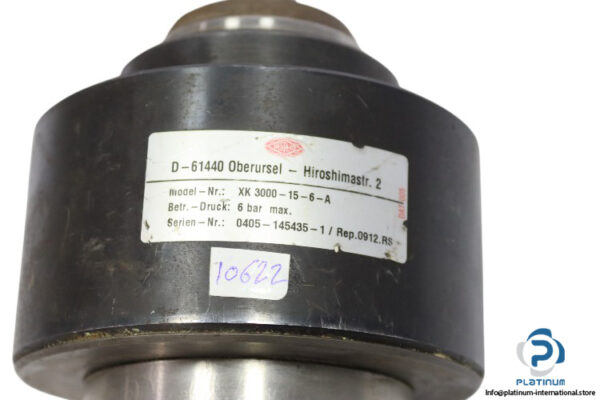 D-61440 Oberursel - Hiroshimastr. 2
Model-Nr.: XK 3000-15-6-A
Betr.-Druck: 6 bar max.
Serien-Nr.: 0405-145435-1 / Rep.0912.RS
10622
PLATINUM
Info@platinum-international.store